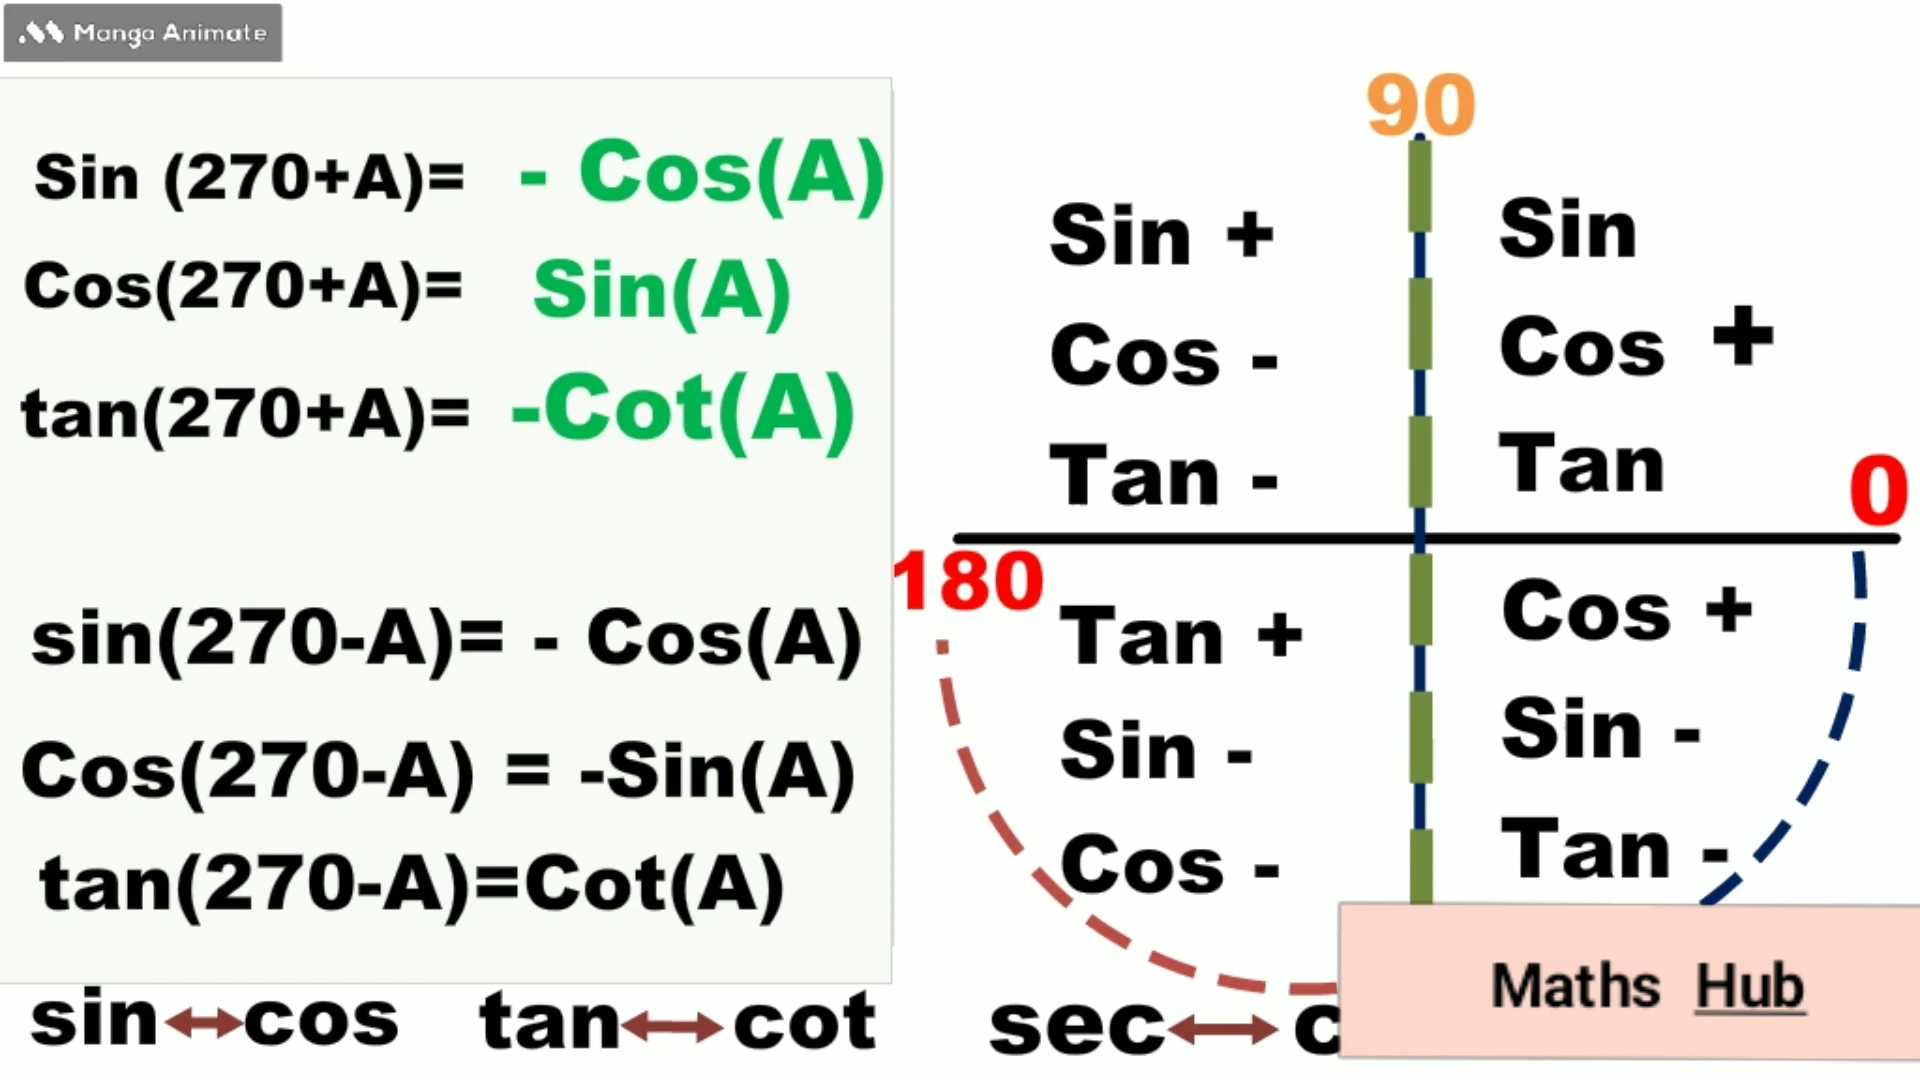 Manga Animate
Sin (270+A)= - Cos(A)
Cos(270+A)= Sin(A)
tan(270+A)= -Cot(A)
sin(270-A)= - Cos(A)
Cos(270-A) = -Sin(A)
tan(270-A)=Cot(A)
90
Sin +
Cos -
Tan -
Sin
Cos +
Tan
0
180
Tan +
Sin -
Cos -
Cos +
Sin -
Tan -
sin↔cos tan↔cot sec↔
Maths Hub